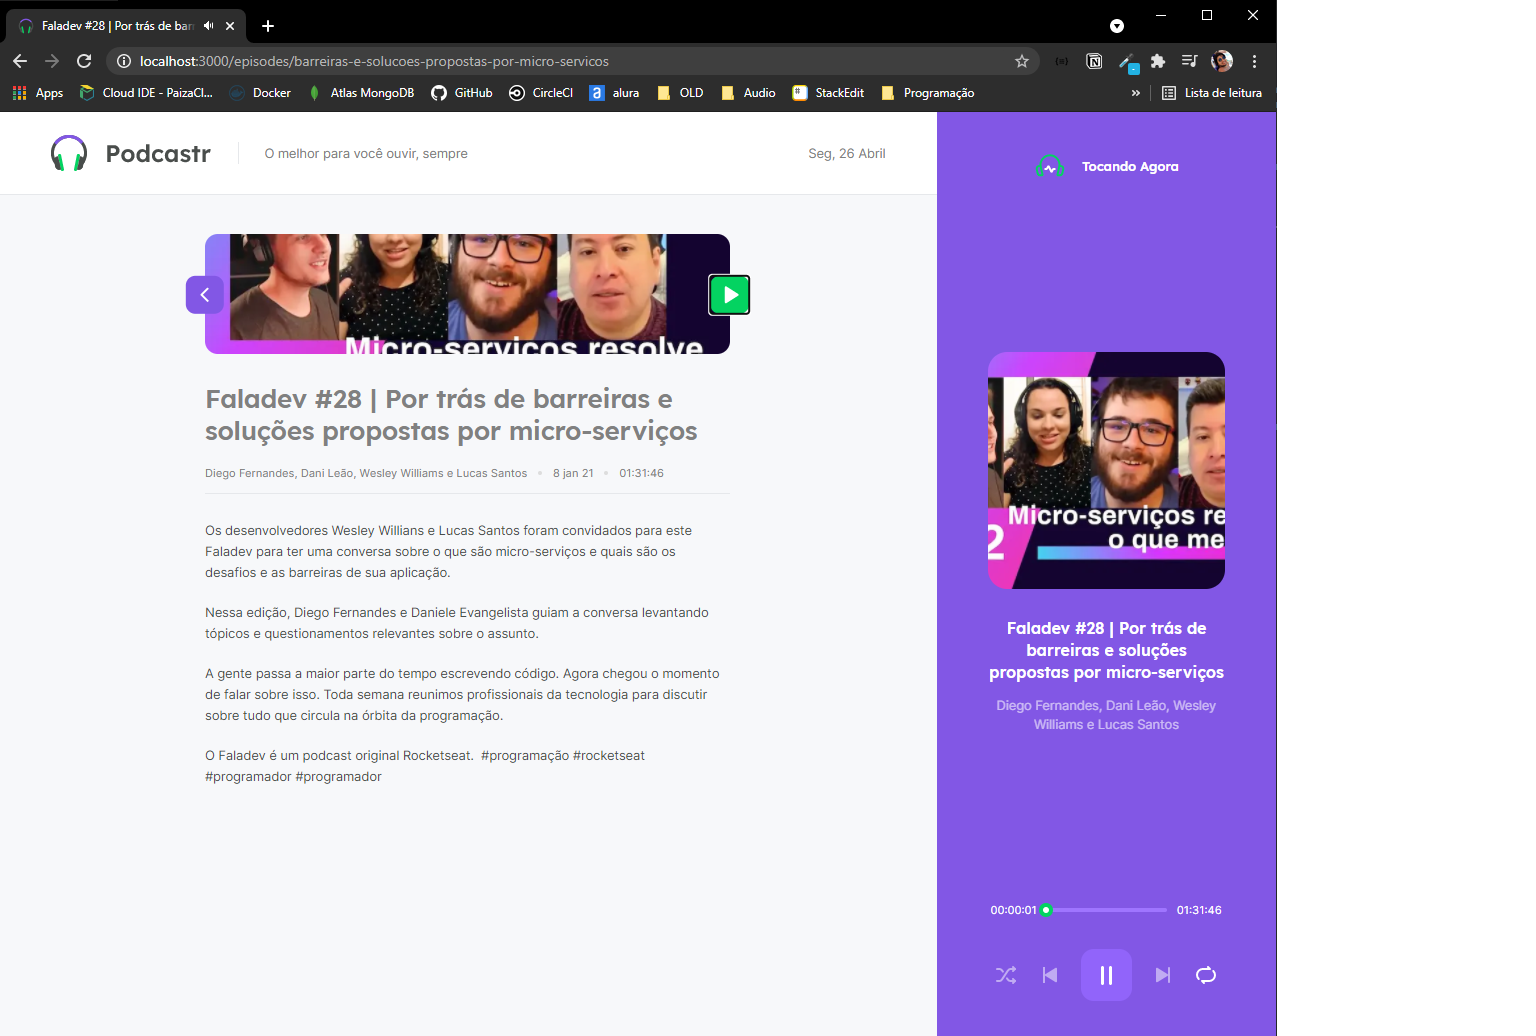 Faladev #28 | Por trás de bar
localhost:3000/episodes/barreiras-e-solucoes-propostas-por-micro-servicos
Apps Cloud IDE - PaizaCl... Docker Atlas MongoDB GitHub CircleCI alura OLD Audio StackEdit Programação » Lista de leitura
Podcastr O melhor para você ouvir, sempre Seg, 26 Abril
Micro-serviços resolve
Faladev #28 | Por trás de barreiras e
soluções propostas por micro-serviços
Diego Fernandes, Dani Leão, Wesley Williams e Lucas Santos • 8 jan 21 • 01:31:46
Os desenvolvedores Wesley Willians e Lucas Santos foram convidados para este
Faladev para ter uma conversa sobre o que são micro-serviços e quais são os
desafios e as barreiras de sua aplicação.
Nessa edição, Diego Fernandes e Daniele Evangelista guiam a conversa levantando
tópicos e questionamentos relevantes sobre o assunto.
A gente passa a maior parte do tempo escrevendo código. Agora chegou o momento
de falar sobre isso. Toda semana reunimos profissionais da tecnologia para discutir
sobre tudo que circula na órbita da programação.
O Faladev é um podcast original Rocketseat.  #programação #rocketseat
#programador #programador
Tocando Agora
Micro-serviços re
2 o que me
Faladev #28 | Por trás de
barreiras e soluções
propostas por micro-serviços
Diego Fernandes, Dani Leão, Wesley
Williams e Lucas Santos
00:00:01 01:31:46